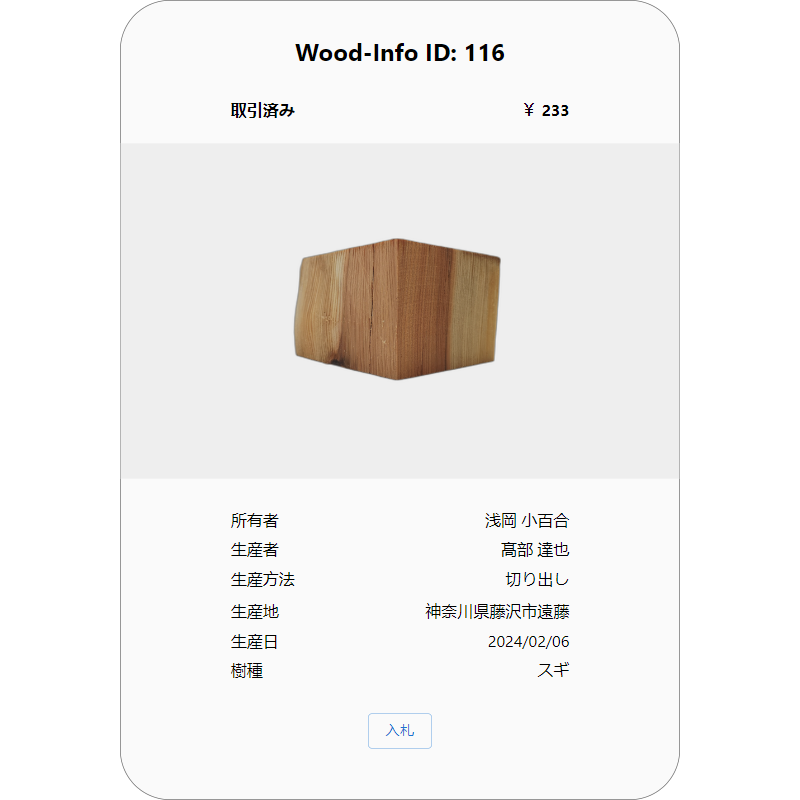 Wood-Info ID: 116
取引済み ￥ 233
所有者 浅岡 小百合
生産者 髙部 達也
生産方法 切り出し
生産地 神奈川県藤沢市遠藤
生産日 2024/02/06
樹種 スギ
入札